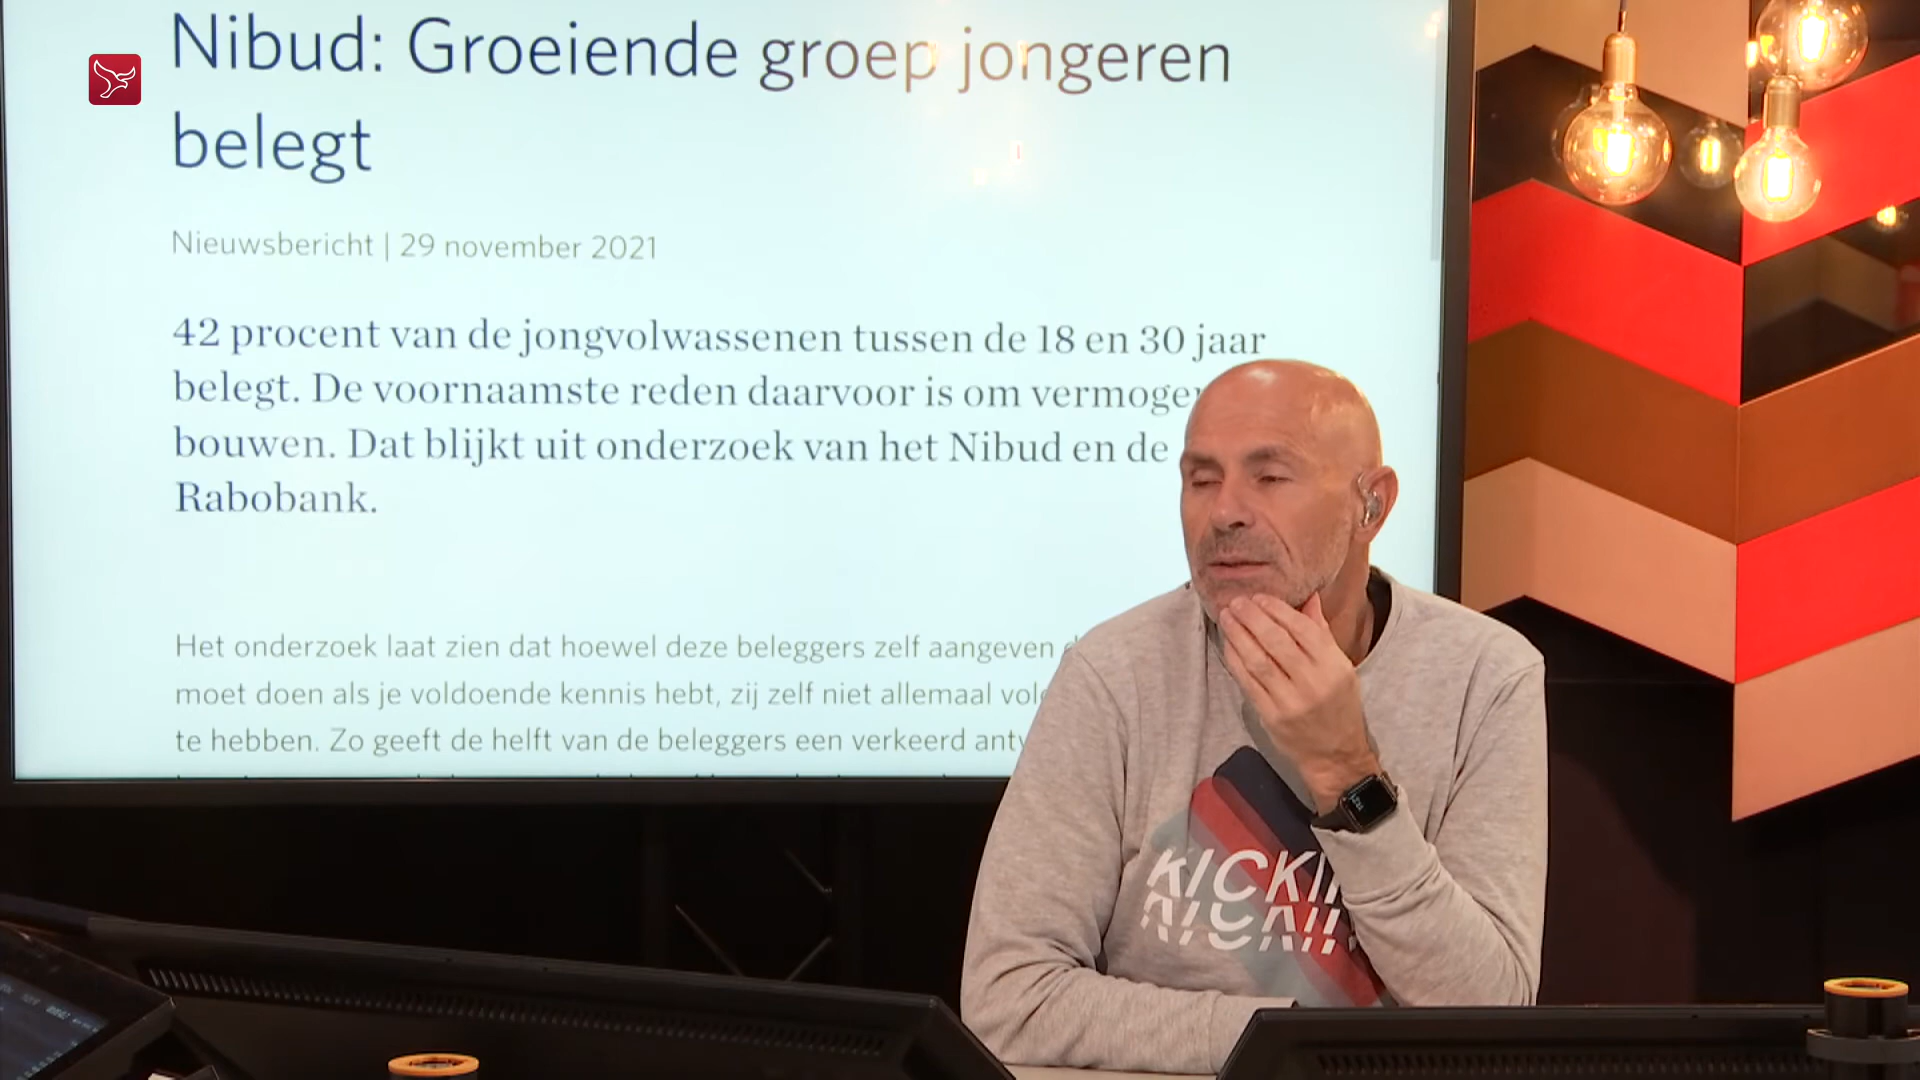 Nibud: Groeiende groep jongeren
belegt
Nieuwsbericht | 29 november 2021
42 procent van de jongvolwassenen tussen de 18 en 30 jaar
belegt. De voornaamste reden daarvoor is om
bouwen. Dat blijkt uit onderzoek van het Nibud en de
Rabobank.
Het onderzoek laat zien dat hoewel deze beleggers zelf aangeven
moet doen als je voldoende kennis hebt, zij zelf niet allemaal
te hebben. Zo geeft de helft van de beleggers een verkeerd
KICKI